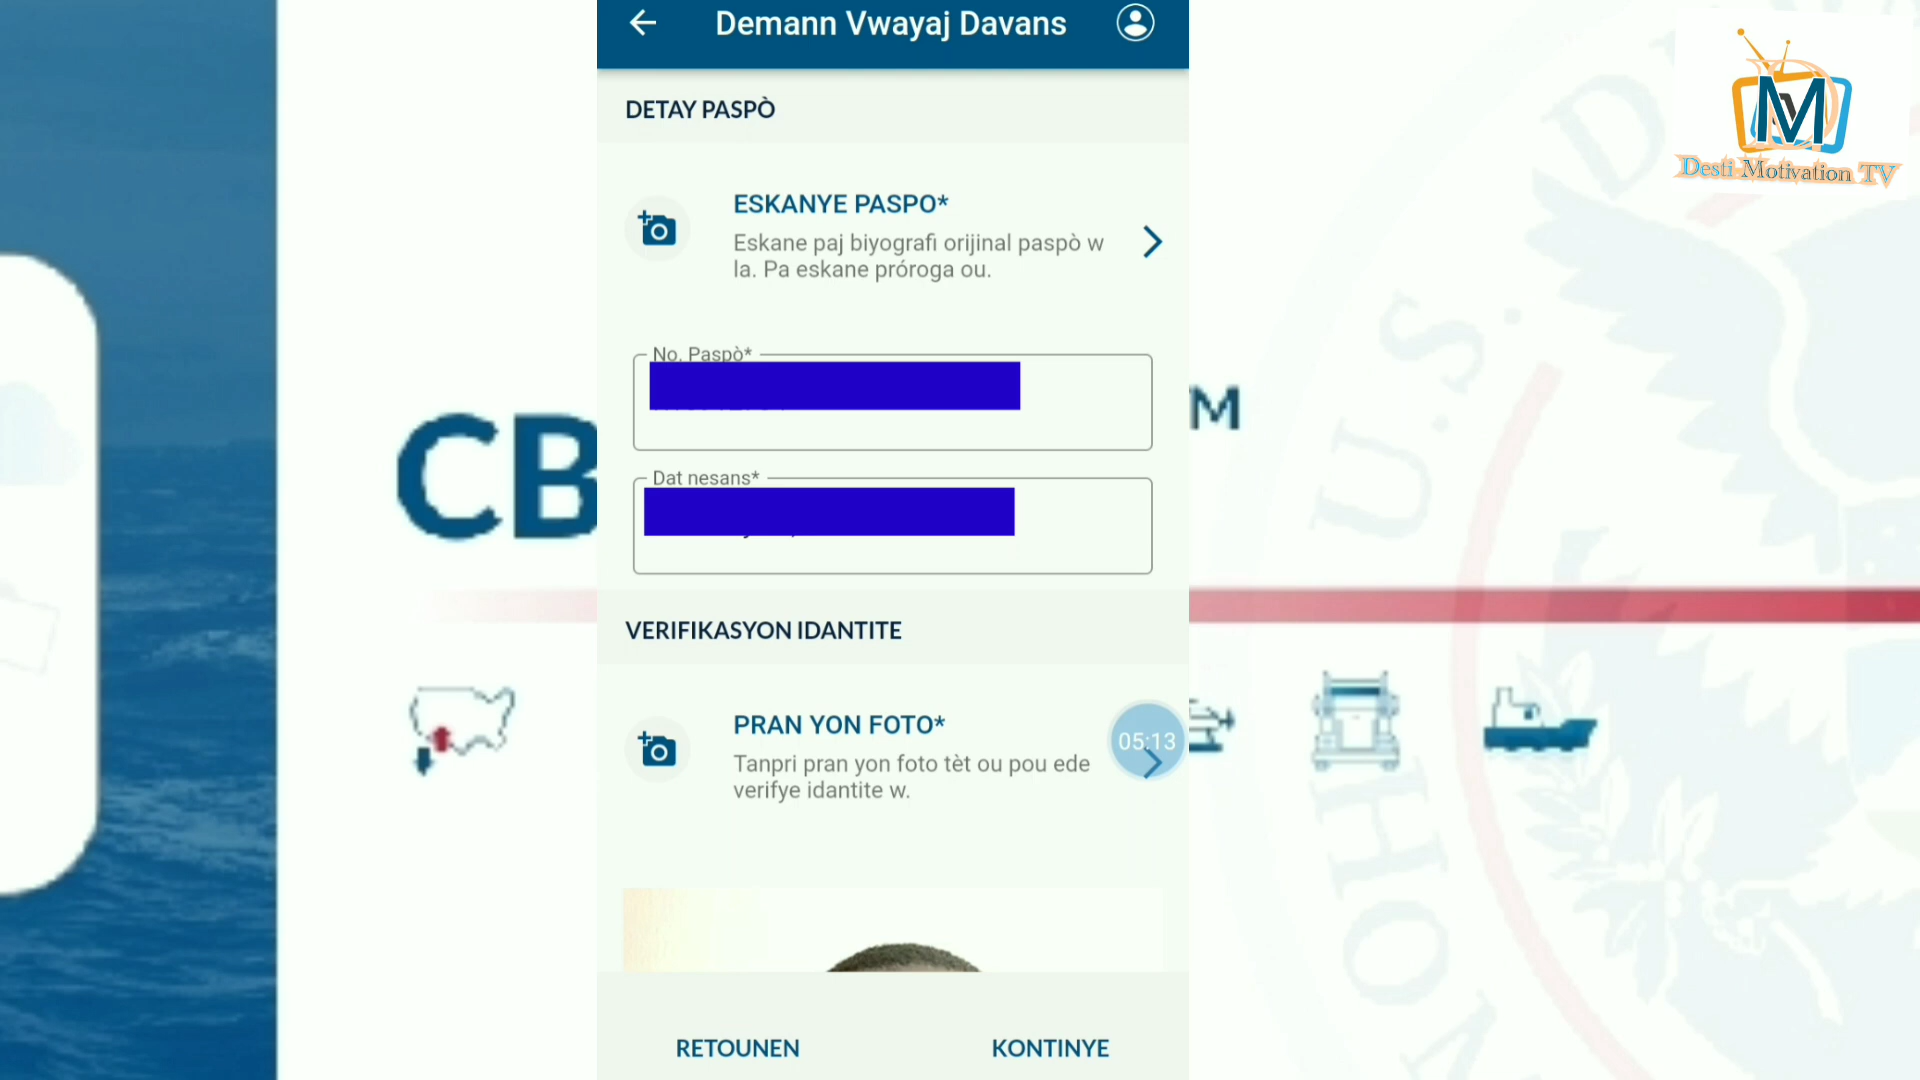 Demann Vwayaj Davans
Desti Motivation TV
DETAY PASPÒ
ESKANYE PASPO*
Eskane paj biyografi orijinal paspò w
la. Pa eskane próroga ou.
No. Paspò*
Dat nesans*
CB
M
U.S. D
VERIFIKASYON IDANTITE
PRAN YON FOTO*
05:13
Tanpri pran yon foto tèt ou pou ede
verifye idantite w.
HOM
RETOUNEN
KONTINYE